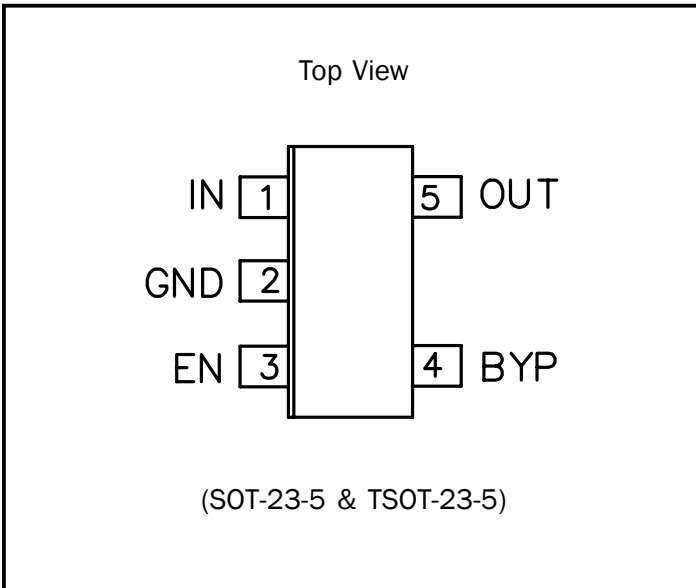 Top View
IN 1 5 OUT
GND 2
EN 3 4 BYP
(SOT-23-5 & TSOT-23-5)